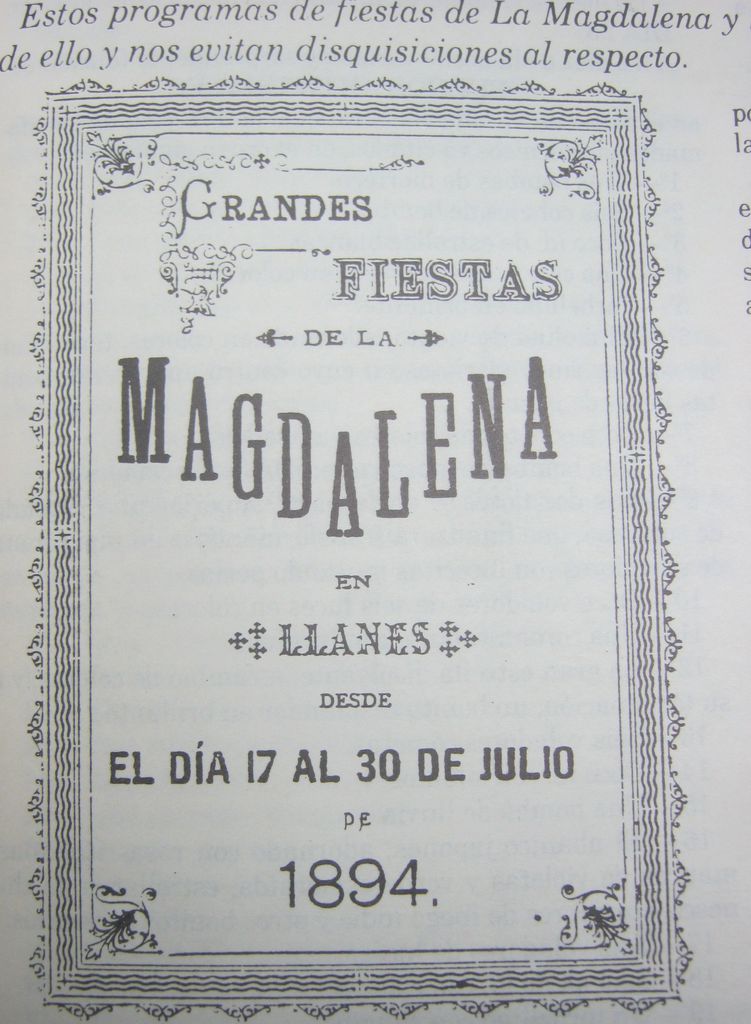 Estos programas de fiestas de La Magdalena y
de ello y nos evitan disquisiciones al respecto.
GRANDES
FIESTAS
DE LA
MAGDALENA
EN
LLANES
DESDE
EL DÍA 17 AL 30 DE JULIO
DE
1894.